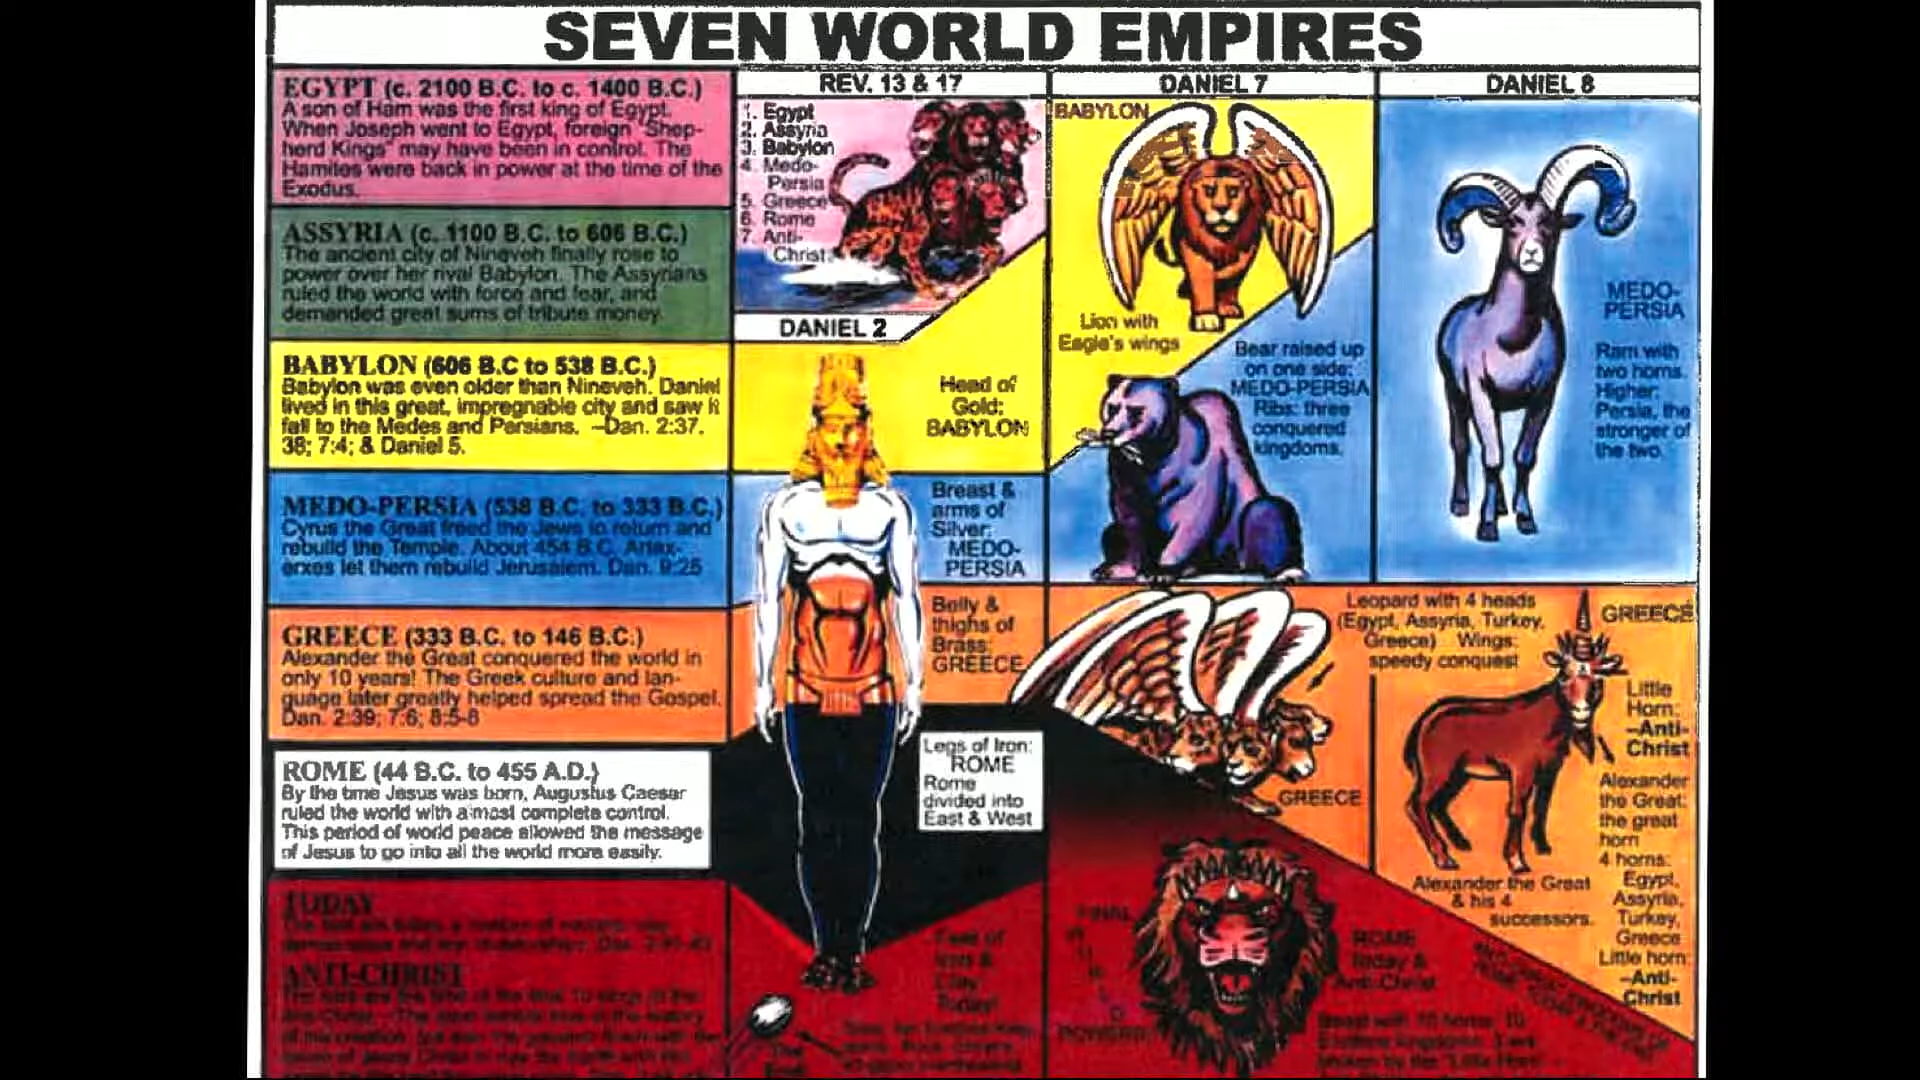 SEVEN WORLD EMPIRES
EGYPT (c. 2100 B.C. to c. 1400 B.C.)
A son of Ham was the first king of Egypt.
When Joseph went to Egypt, foreign "Shep-
herd Kings" may have been in control. The
Hamites were back in power at the time of the
Exodus.
ASSYRIA (c. 1100 B.C. to 606 B.C.)
The ancient city of Nineveh finally rose to
power over her rival Babylon. The Assyrians
ruled the world with force and fear, and
demanded great sums of tribute money.
BABYLON (606 B.C to 538 B.C.)
Babylon was even older than Nineveh. Daniel
lived in this great, impregnable city and saw it
fall to the Medes and Persians. –Dan. 2:37,
38; 7:4; & Daniel 5.
MEDO-PERSIA (538 B.C. to 333 B.C.)
Cyrus the Great freed the Jews to return and
rebuild the Temple. About 454 B.C. Artax-
erxes let them rebuild Jerusalem. Dan. 9:25
GREECE (333 B.C. to 146 B.C.)
Alexander the Great conquered the world in
only 10 years! The Greek culture and lan-
guage later greatly helped spread the Gospel.
Dan. 2:39; 7:6; 8:5-8
ROME (44 B.C. to 455 A.D.)
By the time Jesus was born, Augustus Caesar
ruled the world with almost complete control.
This period of world peace allowed the message
of Jesus to go into all the world more easily.
TODAY
ANTI-CHRIST
REV. 13 & 17
1. Egypt
2. Assyria
3. Babylon
4. Medo-
Persia
5. Greece
6. Rome
7. Anti-
Christ
DANIEL 2
Head of
Gold:
BABYLON
Breast &
arms of
Silver:
MEDO-
PERSIA
Belly &
thighs of
Brass:
GREECE
Legs of Iron:
ROME
Rome
divided into
East & West
Feet of
Iron &
Clay
Today!
The
DANIEL 7
BABYLON
Lion with
Eagle's wings
Bear raised up
on one side:
MEDO-PERSIA
Ribs: three
conquered
kingdoms.
Leopard with 4 heads
(Egypt, Assyria, Turkey,
Greece) Wings:
speedy conquest
GREECE
FINAL
WORLD
POWERS!
ROME
Today &
Anti-Christ
DANIEL 8
MEDO-
PERSIA
Ram with
two horns.
Higher:
Persia, the
stronger of
the two.
GREECE
Little
Horn:
–Anti-
Christ
Alexander
the Great:
the great
horn
4 horns:
Egypt,
Assyria,
Turkey,
Greece
Little horn:
–Anti-
Christ
Alexander the Great
& his 4
successors.